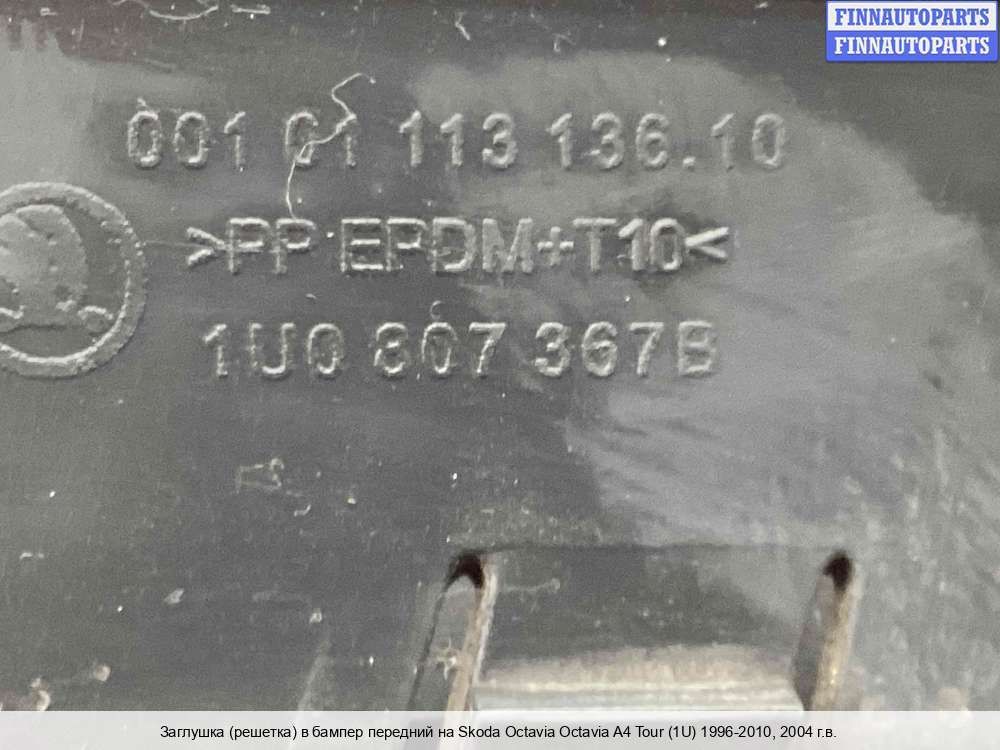 FINNAUTOPARTS
FINNAUTOPARTS
001 01 113 136.10
>PP EPDM+T10<
1U0 807 367B
Заглушка (решетка) в бампер передний на Skoda Octavia Octavia A4 Tour (1U) 1996-2010, 2004 г.в.